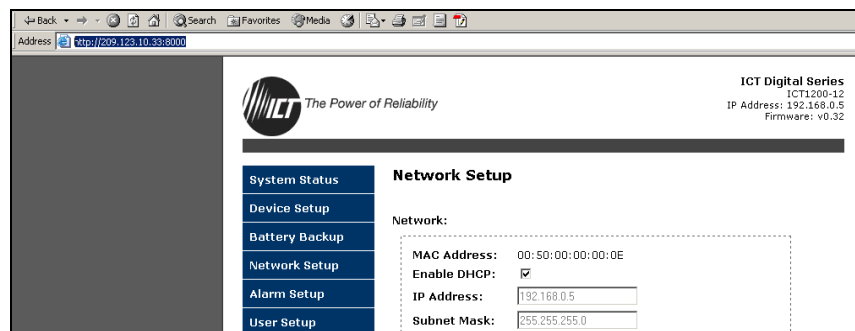 Back Search Favorites Media
Address http://209.123.10.33:8000
ICT The Power of Reliability
ICT Digital Series
ICT1200-12
IP Address: 192.168.0.5
Firmware: v0.32
System Status
Device Setup
Battery Backup
Network Setup
Alarm Setup
User Setup
Network Setup
Network:
MAC Address: 00:50:00:00:00:0E
Enable DHCP:
IP Address: 192.168.0.5
Subnet Mask: 255.255.255.0